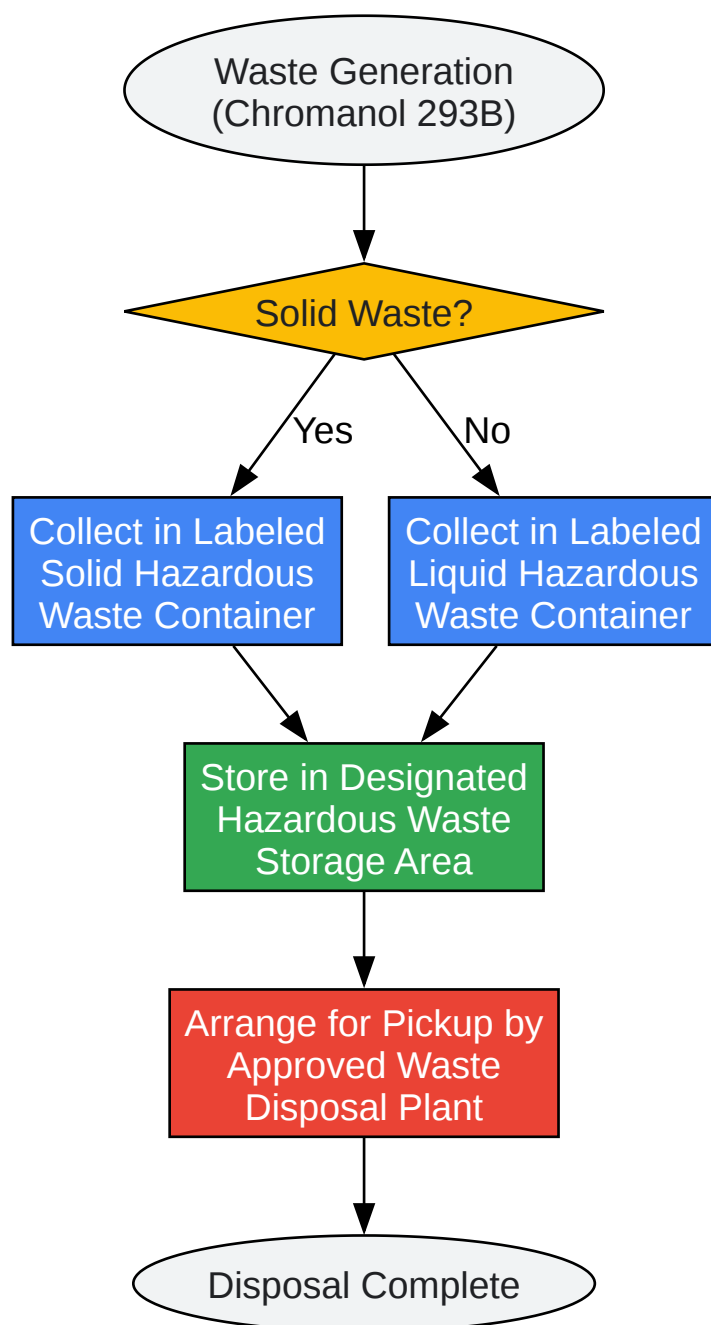 Waste Generation
(Chromanol 293B)
Solid Waste?
Yes
No
Collect in Labeled
Solid Hazardous
Waste Container
Collect in Labeled
Liquid Hazardous
Waste Container
Store in Designated
Hazardous Waste
Storage Area
Arrange for Pickup by
Approved Waste
Disposal Plant
Disposal Complete